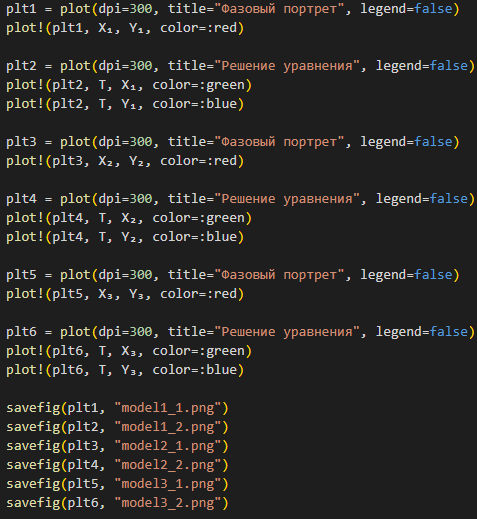 plt1 = plot(dpi=300, title="Фазовый портрет", legend=false)
plot!(plt1, X₁, Y₁, color=:red)

plt2 = plot(dpi=300, title="Решение уравнения", legend=false)
plot!(plt2, T, X₁, color=:green)
plot!(plt2, T, Y₁, color=:blue)

plt3 = plot(dpi=300, title="Фазовый портрет", legend=false)
plot!(plt3, X₂, Y₂, color=:red)

plt4 = plot(dpi=300, title="Решение уравнения", legend=false)
plot!(plt4, T, X₂, color=:green)
plot!(plt4, T, Y₂, color=:blue)

plt5 = plot(dpi=300, title="Фазовый портрет", legend=false)
plot!(plt5, X₃, Y₃, color=:red)

plt6 = plot(dpi=300, title="Решение уравнения", legend=false)
plot!(plt6, T, X₃, color=:green)
plot!(plt6, T, Y₃, color=:blue)

savefig(plt1, "model1_1.png")
savefig(plt2, "model1_2.png")
savefig(plt3, "model2_1.png")
savefig(plt4, "model2_2.png")
savefig(plt5, "model3_1.png")
savefig(plt6, "model3_2.png")